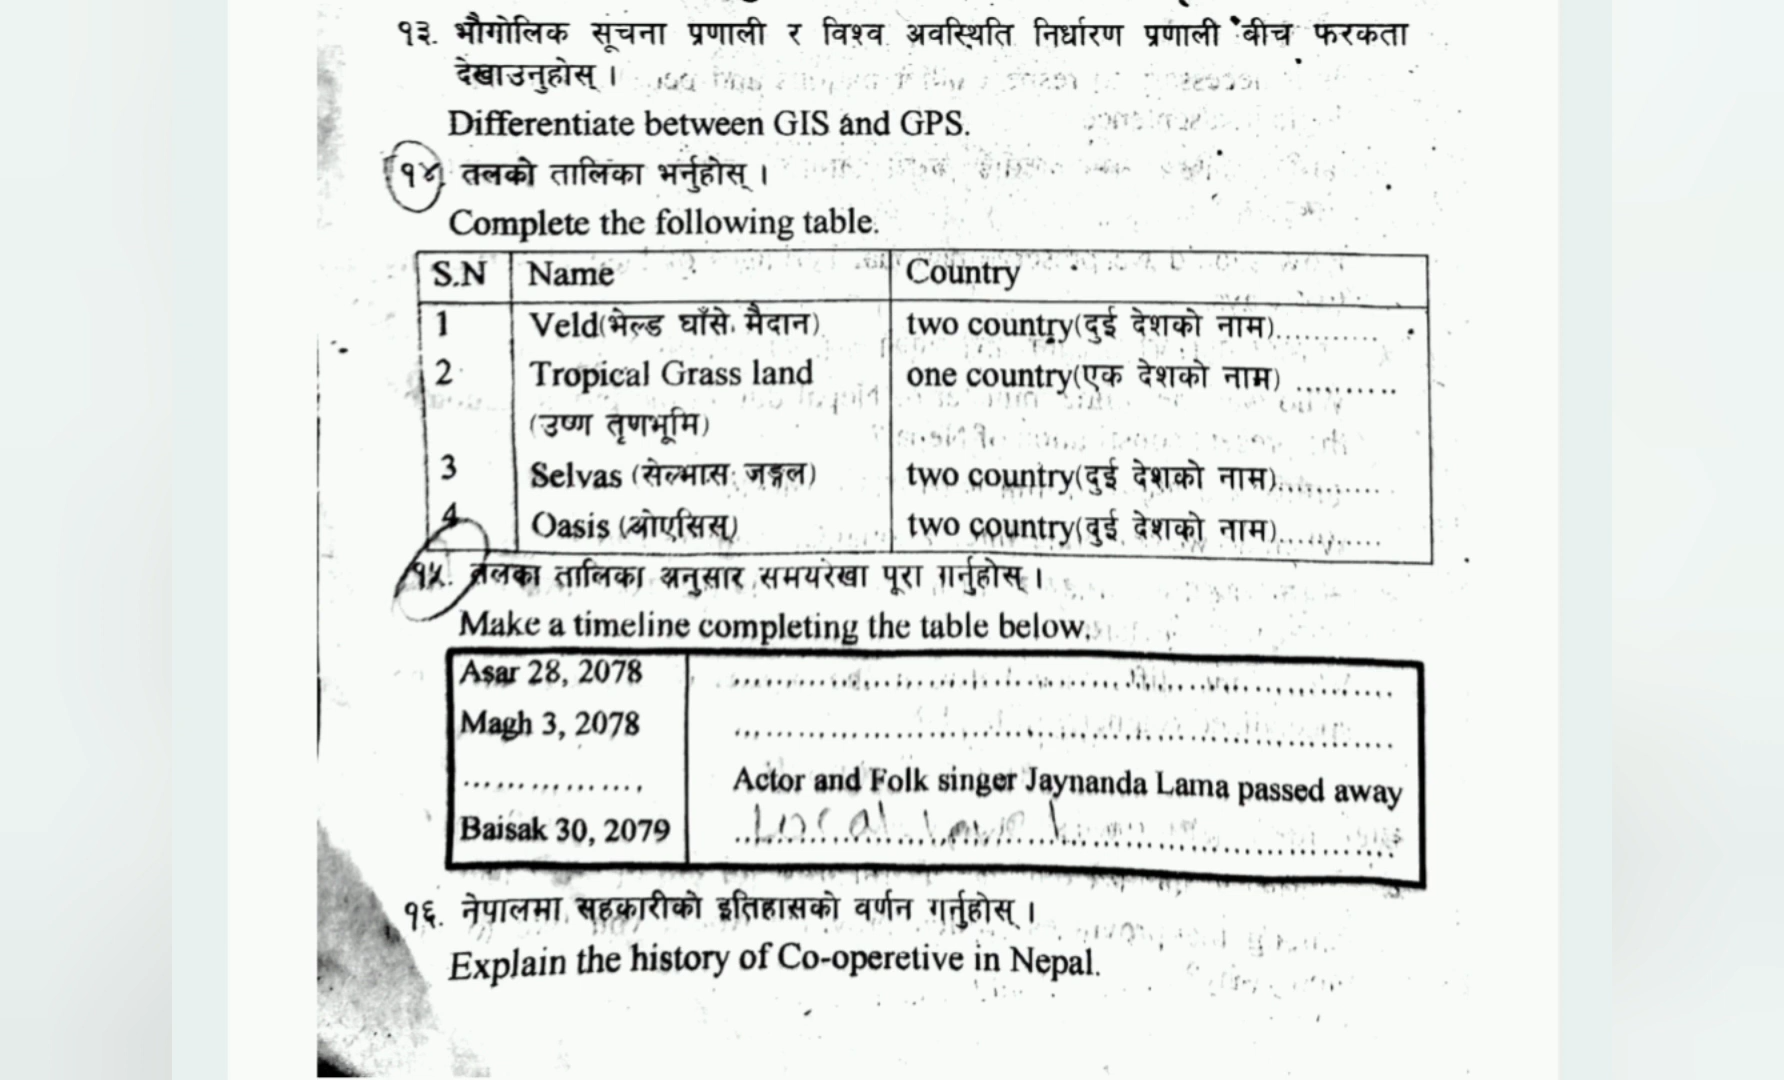 १३. भौगोलिक सूचना प्रणाली र विश्व अवस्थिति निर्धारण प्रणाली बीच फरकता
देखाउनुहोस् ।
Differentiate between GIS and GPS.
१४. तलको तालिका भर्नुहोस् ।
Complete the following table.
S.N Name Country
1 Veld(भेल्ड घाँसे मैदान) two country(दुई देशको नाम)...........
2 Tropical Grass land one country(एक देशको नाम) ..........
(उष्ण तृणभूमि)
3 Selvas (सेल्भास जङ्गल) two country(दुई देशको नाम)...........
4 Oasis (ओएसिस्) two country(दुई देशको नाम)...........
१५. तलका तालिका अनुसार समयरेखा पूरा गर्नुहोस् ।
Make a timeline completing the table below.
Asar 28, 2078 ..........................................................
Magh 3, 2078 ..........................................................
............... Actor and Folk singer Jaynanda Lama passed away
Baisak 30, 2079 Local ..........................................................
१६. नेपालमा सहकारीको इतिहासको वर्णन गर्नुहोस् ।
Explain the history of Co-operetive in Nepal.